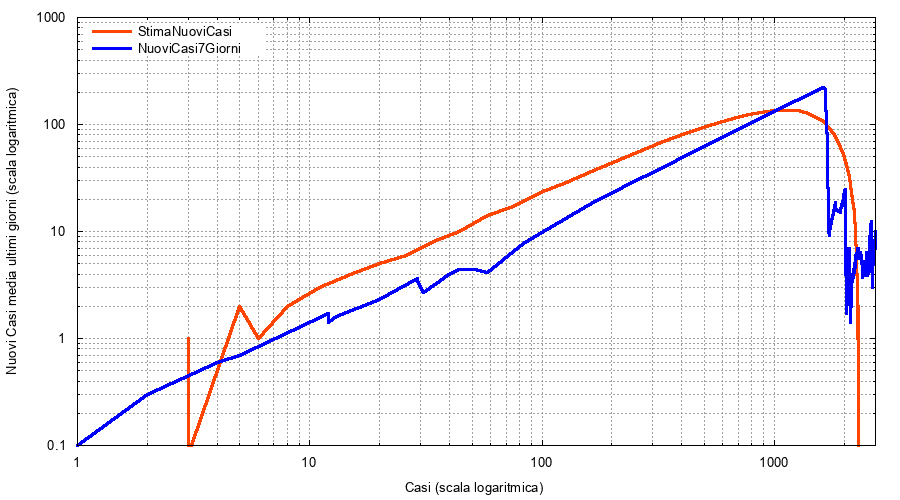 StimaNuoviCasi
NuoviCasi7Giorni
Nuovi Casi media ultimi giorni (scala logaritmica)
1000
100
10
1
0.1
1
10
100
1000
Casi (scala logaritmica)